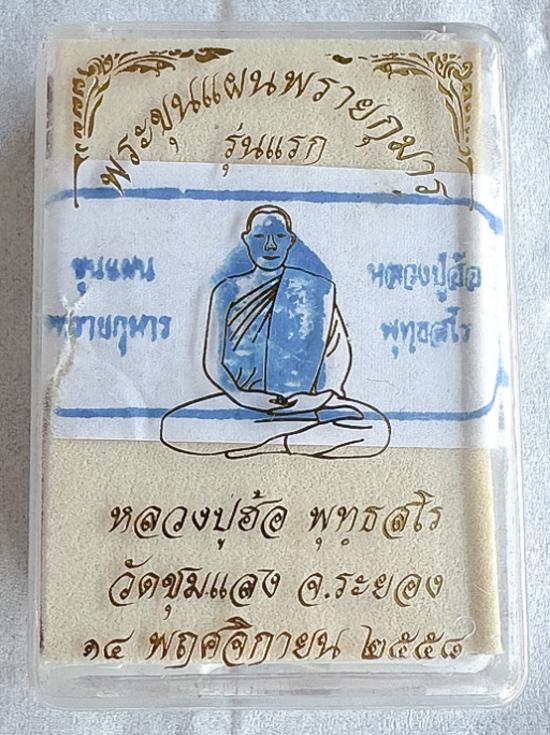 พระขุนแผนพรายกุมาร
รุ่นแรก
ขุนแผน
พรายกุมาร
หลวงปู่ฮ้อ
พุทธสโร
หลวงปู่ฮ้อ พุทฺธสโร
วัดชุมแสง จ.ระยอง
๑๔ พฤศจิกายน ๒๕๕๘